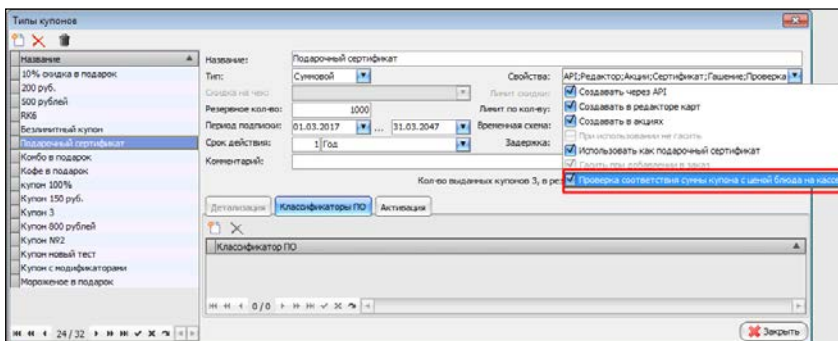 Типы купонов
Название
10% скидка в подарок
200 руб.
500 рублей
RK6
Безлимитный купон
Подарочный сертификат
Комбо в подарок
Кофе в подарок
купон 100%
Купон 150 руб.
Купон 3
Купон 800 рублей
Купон №2
Купон новый тест
Купон с модификаторами
Мороженое в подарок
24/32
Название: Подарочный сертификат
Тип: Суммовой Свойства: API;Редактор;Акции;Сертификат;Гашение;Проверка
Скидка на чек: Лимит скидки:
Резервное кол-во: 1000 Лимит по кол-ву:
Период подписки: 01.03.2017 ... 31.03.2047 Временная схема:
Срок действия: 1 Год Задержка:
Комментарий:
Создавать через API
Создавать в редакторе карт
Создавать в акциях
При использовании не гасить
Использовать как подарочный сертификат
Гасить при добавлении в заказ
Проверка соответствия суммы купона с ценой блюда на кассе
Кол-во выданных купонов 3, в рез
Детализация Классификаторы ПО Активация
Классификатор ПО
0/0
Закрыть